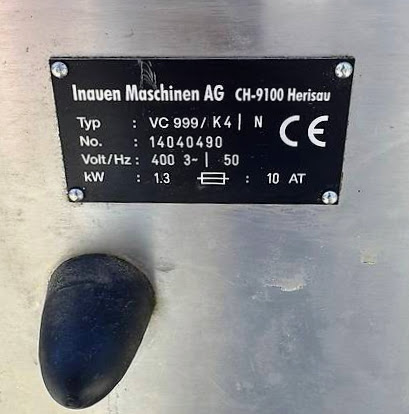 Inauen Maschinen AG CH-9100 Herisau
Typ : VC 999/ K4 | N CE
No. : 14040490
Volt/Hz : 400 3~ | 50
kW : 1.3 : 10 AT